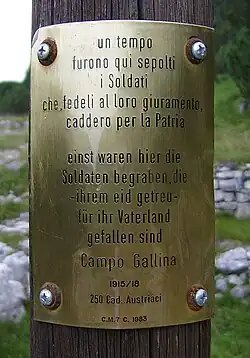 un tempo
furono qui sepolti
i Soldati
che, fedeli al loro giuramento,
caddero per la Patria
einst waren hier die
Soldaten begraben, die
-ihrem eid getreu-
für ihr Vaterland
gefallen sind
Campo Gallina
1915/18
250 Cad. Austriaci
C.M.7 C. 1983